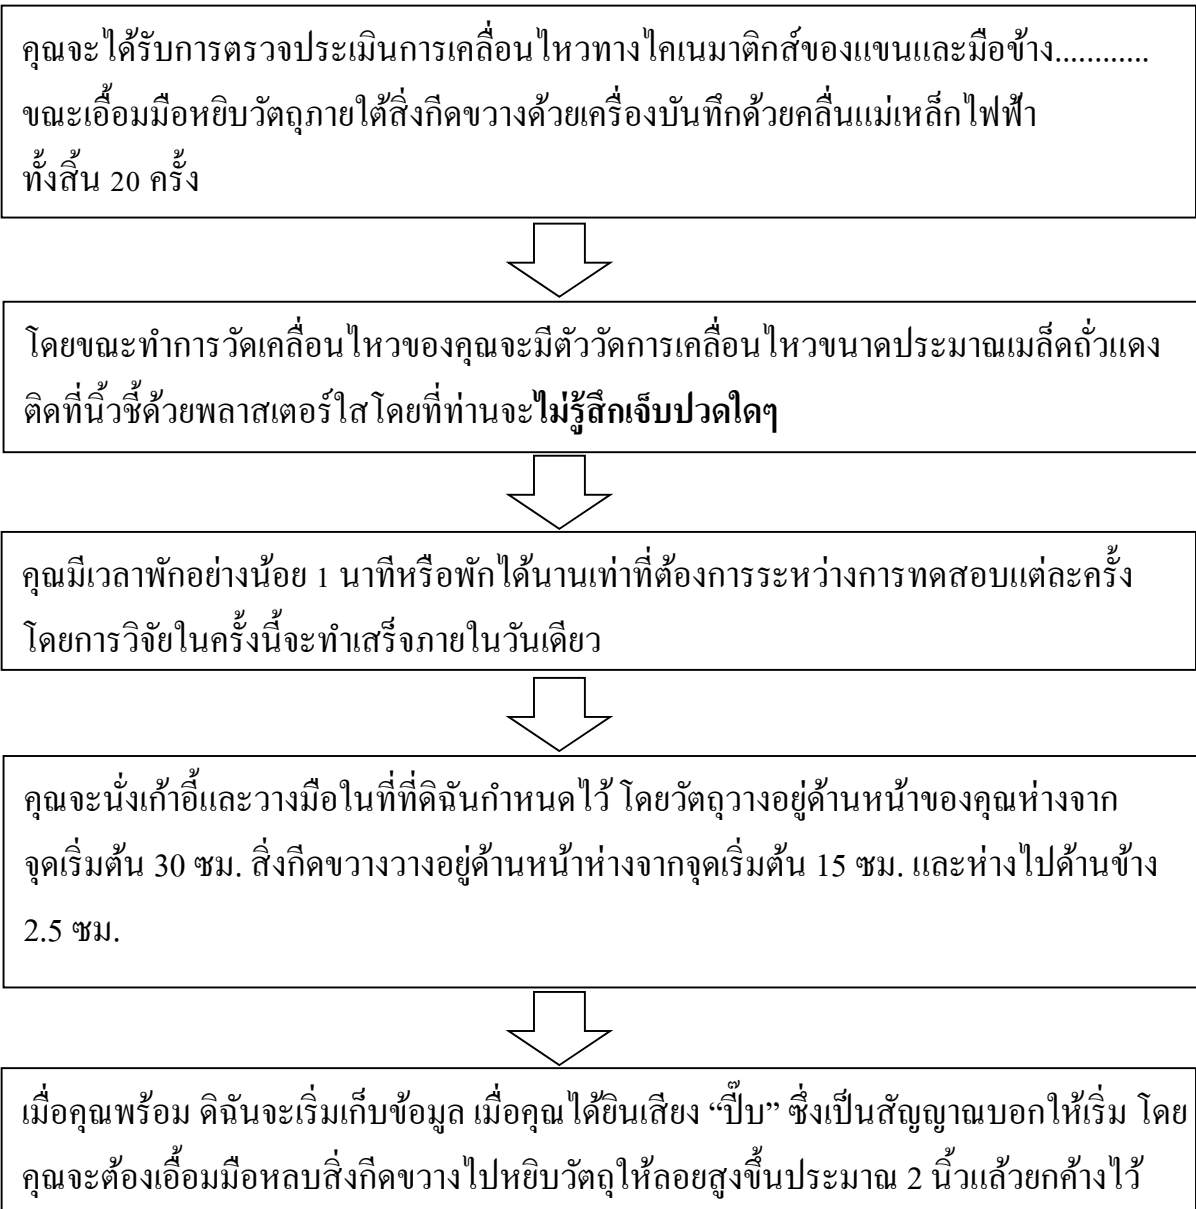 คุณจะได้รับการตรวจประเมินการเคลื่อนไหวทางไคเนมาติกส์ของแขนและมือข้าง............
ขณะเอื้อมมือหยิบวัตถุภายใต้สิ่งกีดขวางด้วยเครื่องบันทึกด้วยคลื่นแม่เหล็กไฟฟ้า
ทั้งสิ้น 20 ครั้ง
โดยขณะทำการวัดเคลื่อนไหวของคุณจะมีตัววัดการเคลื่อนไหวขนาดประมาณเมล็ดถั่วแดง
ติดที่นิ้วชี้ด้วยพลาสเตอร์ใสโดยที่ท่านจะไม่รู้สึกเจ็บปวดใดๆ
คุณมีเวลาพักอย่างน้อย 1 นาทีหรือพักได้นานเท่าที่ต้องการระหว่างการทดสอบแต่ละครั้ง
โดยการวิจัยในครั้งนี้จะทำเสร็จภายในวันเดียว
คุณจะนั่งเก้าอี้และวางมือในที่ที่ดิฉันกำหนดไว้ โดยวัตถุวางอยู่ด้านหน้าของคุณห่างจาก
จุดเริ่มต้น 30 ซม. สิ่งกีดขวางวางอยู่ด้านหน้าห่างจากจุดเริ่มต้น 15 ซม. และห่างไปด้านข้าง
2.5 ซม.
เมื่อคุณพร้อม ดิฉันจะเริ่มเก็บข้อมูล เมื่อคุณได้ยินเสียง “ปี๊บ” ซึ่งเป็นสัญญาณบอกให้เริ่ม โดย
คุณจะต้องเอื้อมมือหลบสิ่งกีดขวางไปหยิบวัตถุให้ลอยสูงขึ้นประมาณ 2 นิ้วแล้วยกค้างไว้